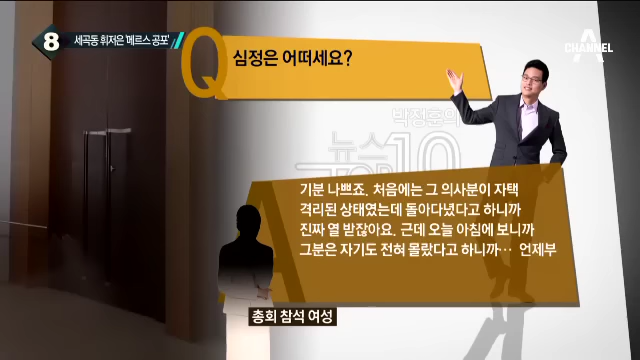 8 세곡동 휘저은 '메르스 공포'
CHANNEL A
Q 심정은 어떠세요?
박정훈의
뉴스
TOP 10
A
기분 나쁘죠. 처음에는 그 의사분이 자택
격리된 상태였는데 돌아다녔다고 하니까
진짜 열 받잖아요. 근데 오늘 아침에 보니까
그분은 자기도 전혀 몰랐다고 하니까… 언제부
총회 참석 여성